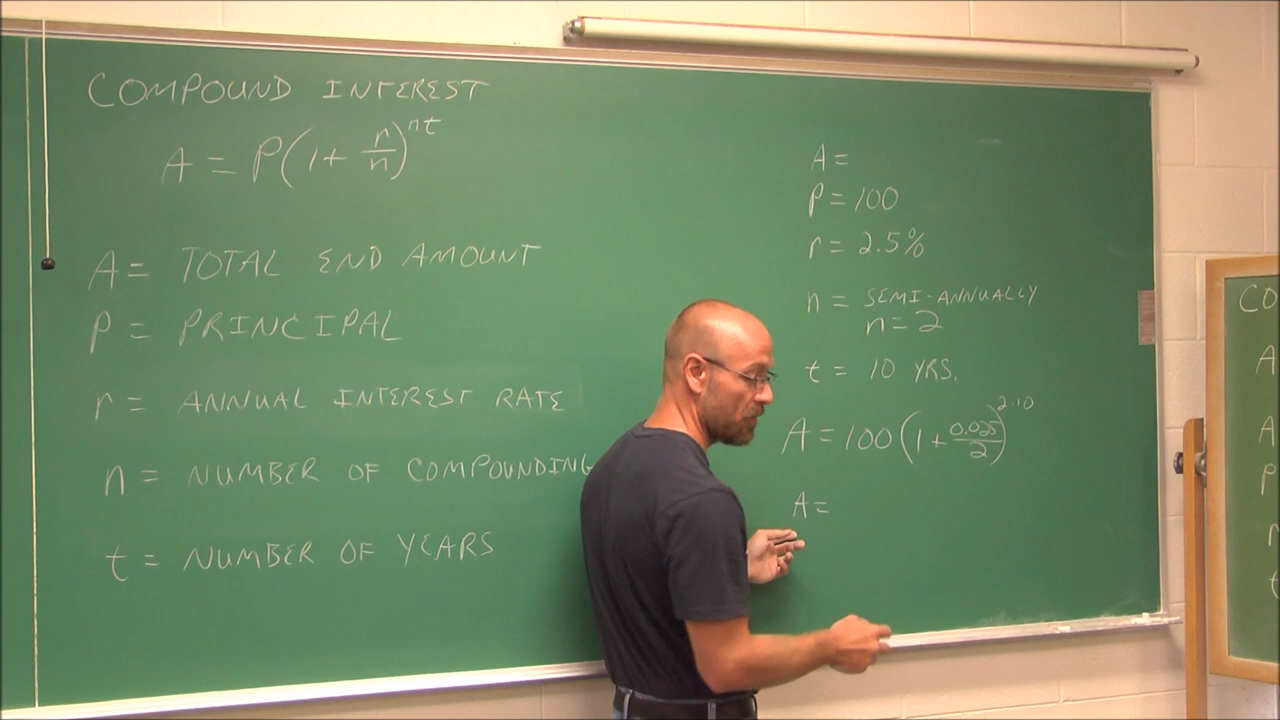 COMPOUND INTEREST
A = P(1 + r/n)^nt
A = TOTAL END AMOUNT
P = PRINCIPAL
r = ANNUAL INTEREST RATE
n = NUMBER OF COMPOUNDING
t = NUMBER OF YEARS
A =
P = 100
r = 2.5%
n = SEMI-ANNUALLY
n = 2
t = 10 YRS.
A = 100(1 + 0.025/2)^2·10
A =
CO
A
A
P